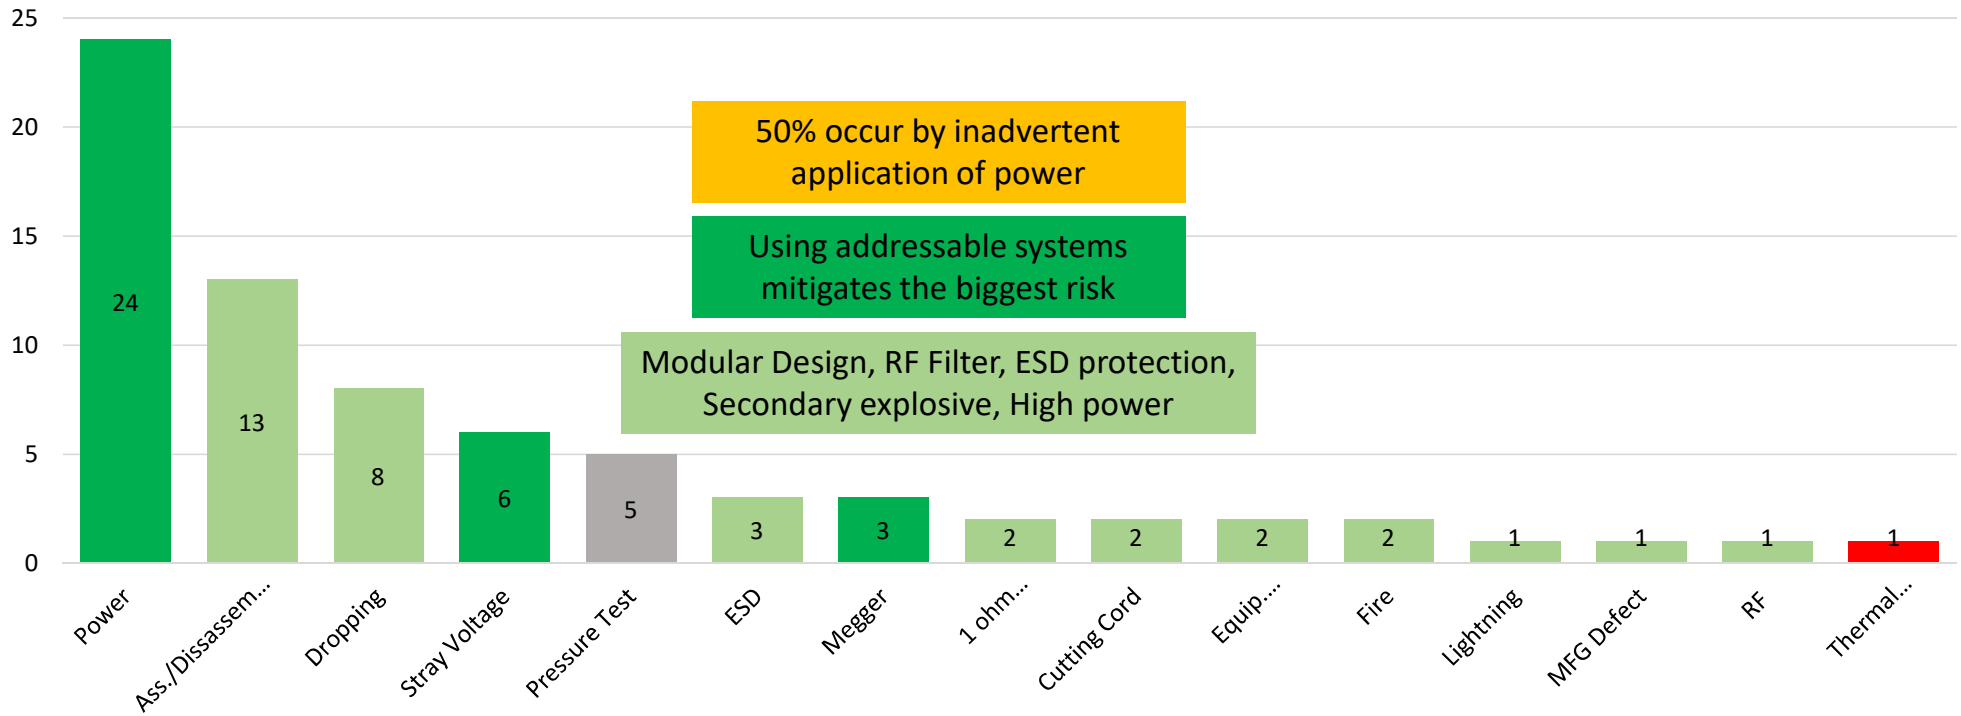 25
20
15
10
5
0
50% occur by inadvertent
application of power
Using addressable systems
mitigates the biggest risk
Modular Design, RF Filter, ESD protection,
Secondary explosive, High power
24
13
8
6
5
3
3
2
2
2
2
1
1
1
1
Power
Ass./Dissassem...
Dropping
Stray Voltage
Pressure Test
ESD
Megger
1 ohm...
Cutting Cord
Equip....
Fire
Lightning
MFG Defect
RF
Thermal...